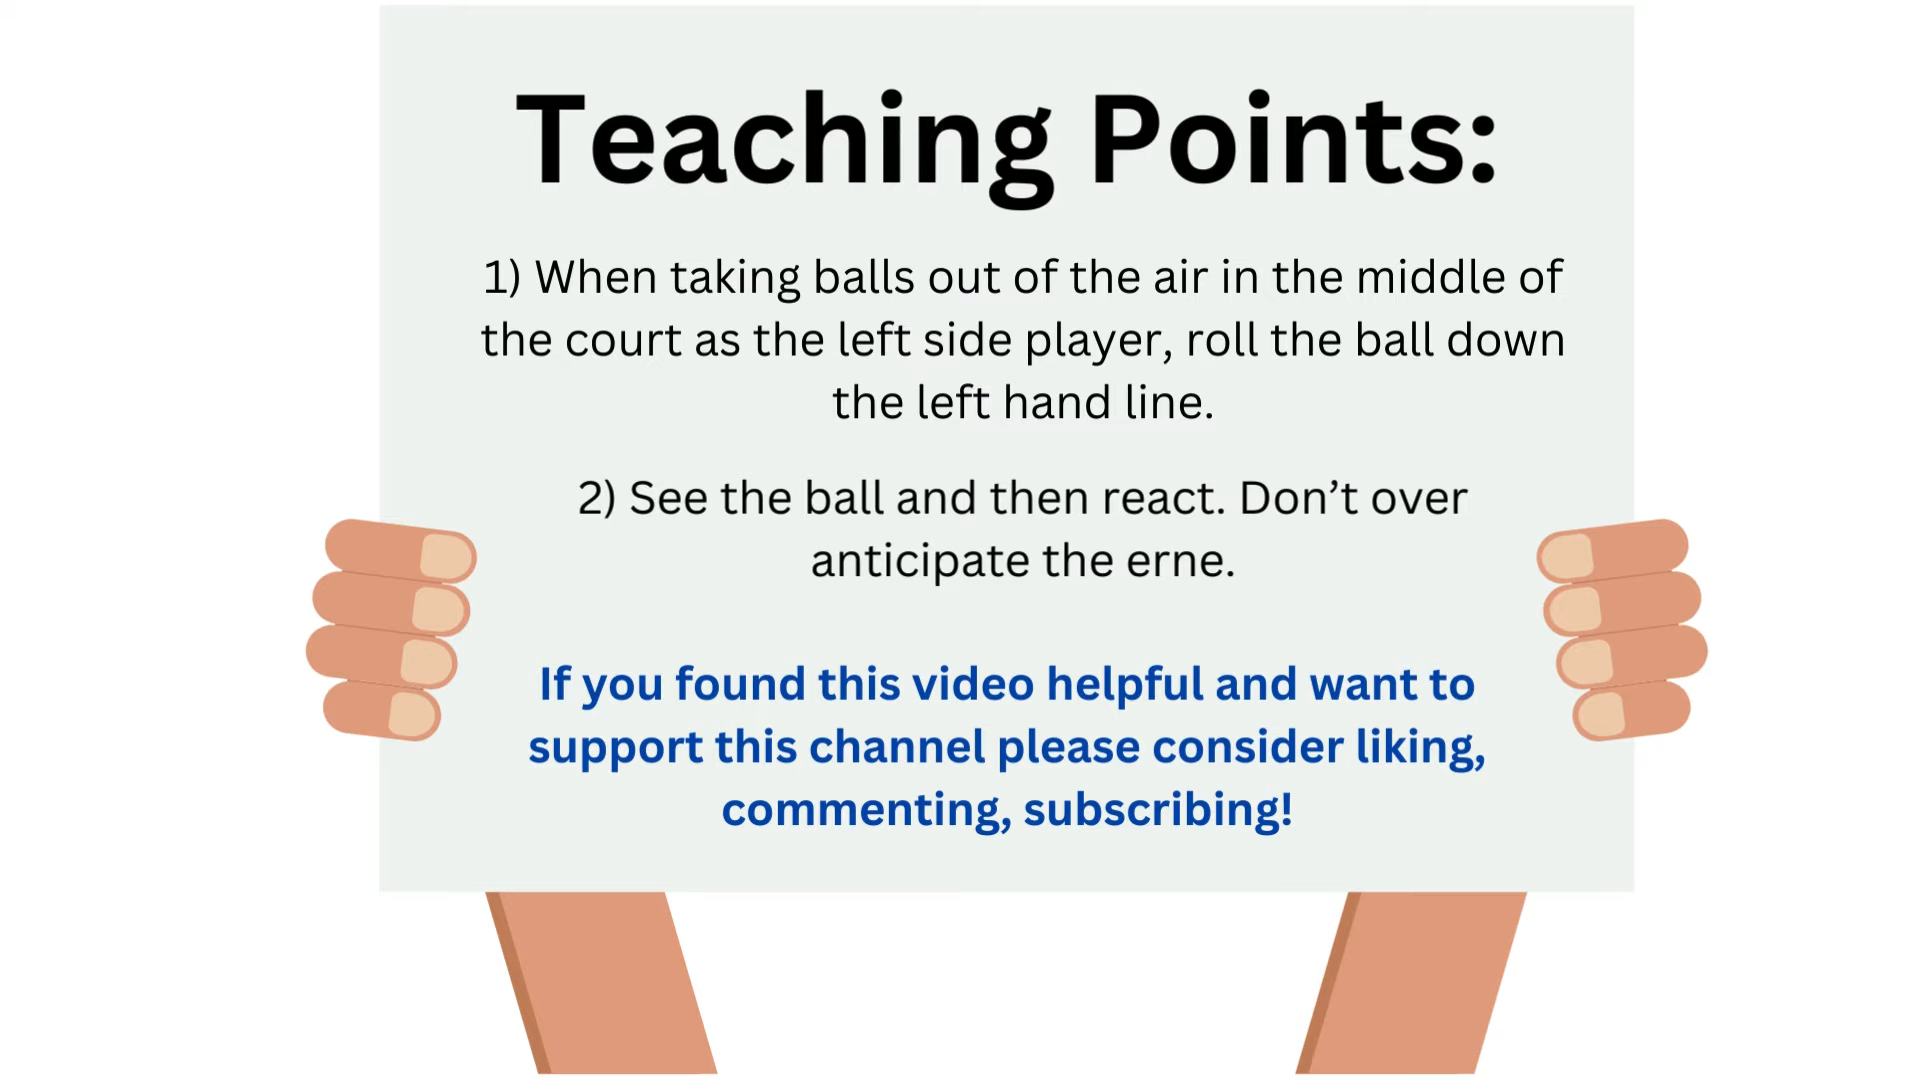 Teaching Points:
1) When taking balls out of the air in the middle of
the court as the left side player, roll the ball down
the left hand line.
2) See the ball and then react. Don’t over
anticipate the erne.
If you found this video helpful and want to
support this channel please consider liking,
commenting, subscribing!